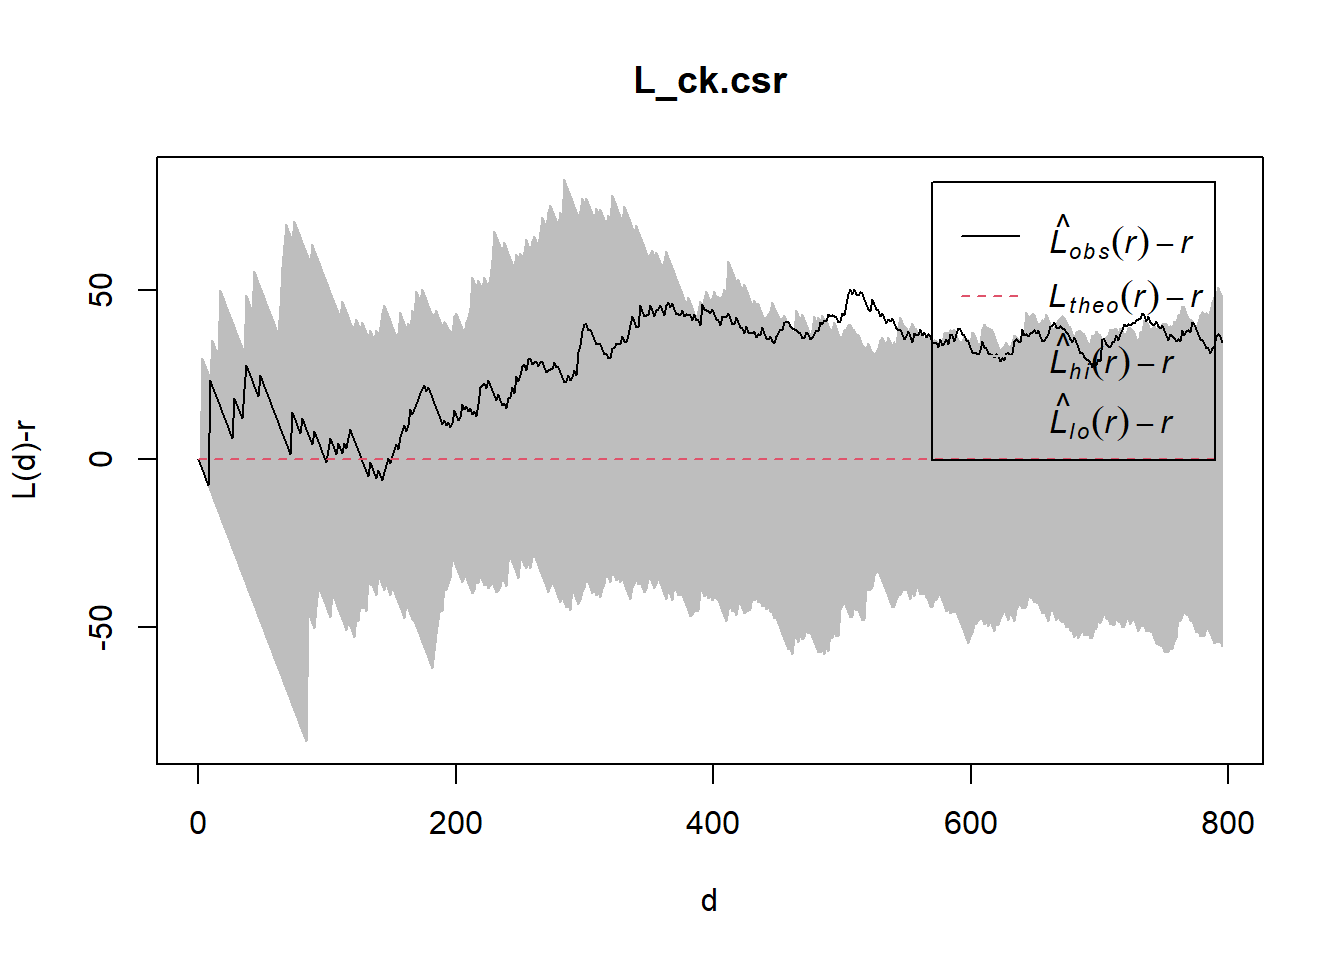 L_ck.csr
L̂obs(r) – r
Ltheo(r) – r
L̂hi(r) – r
L̂lo(r) – r
L(d)-r
50
0
-50
0 200 400 600 800
d